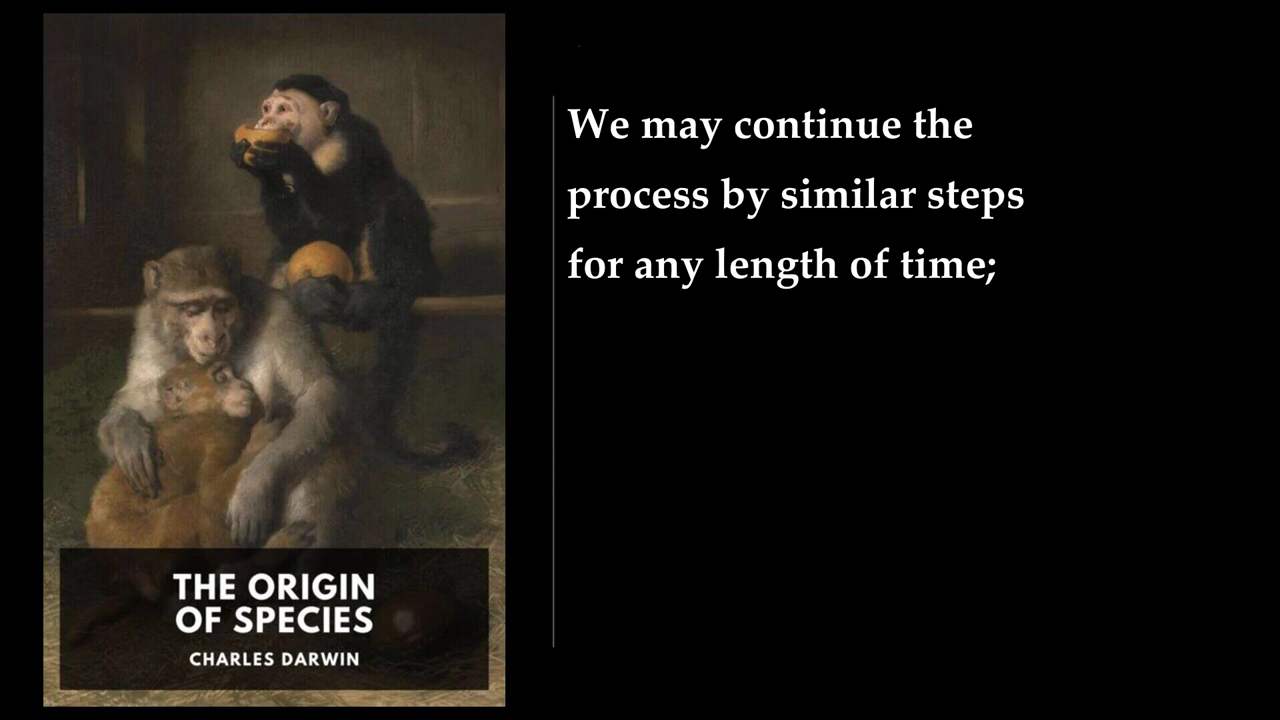 THE ORIGIN
OF SPECIES
CHARLES DARWIN
We may continue the
process by similar steps
for any length of time;